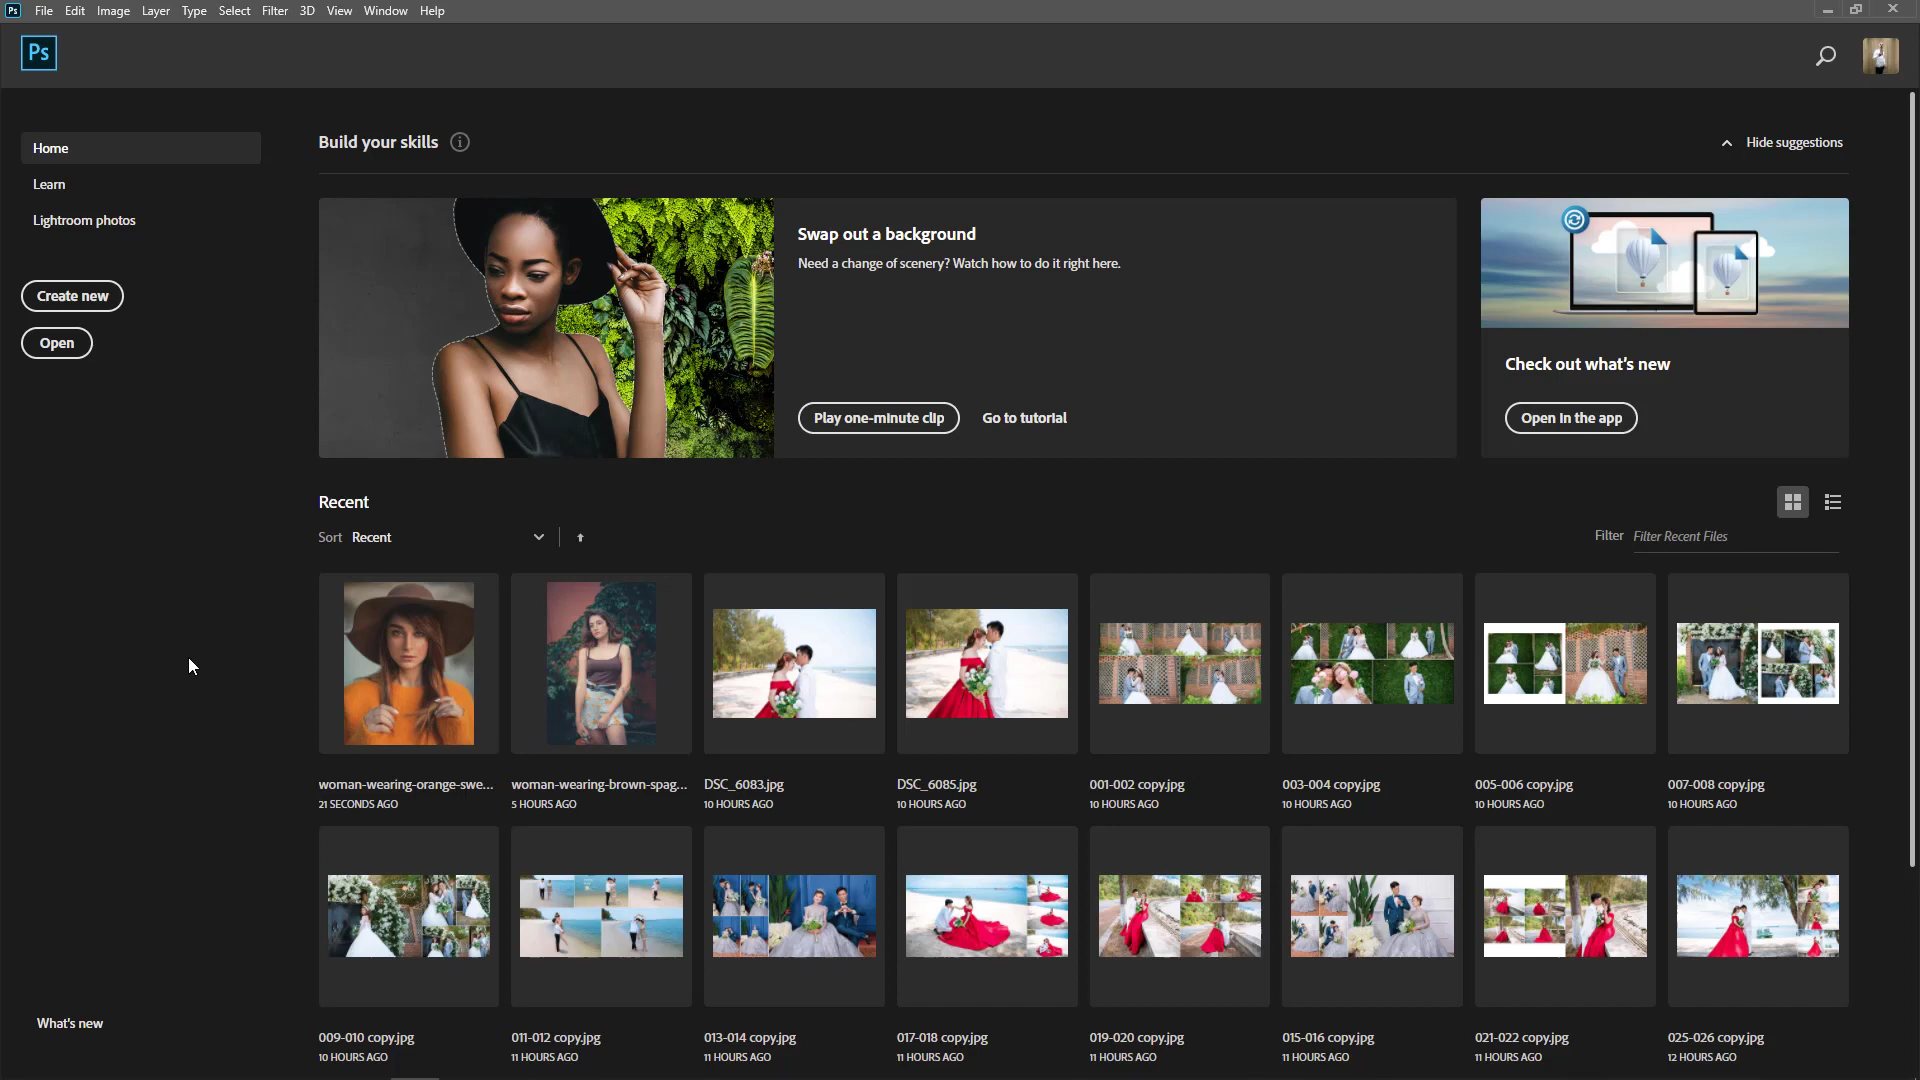 Ps File Edit Image Layer Type Select Filter 3D View Window Help
Ps
Home
Learn
Lightroom photos
Create new
Open
What's new
Build your skills
Hide suggestions
Swap out a background
Need a change of scenery? Watch how to do it right here.
Play one-minute clip Go to tutorial
Check out what's new
Open in the app
Recent
Sort Recent
Filter Filter Recent Files
woman-wearing-orange-swe... woman-wearing-brown-spag... DSC_6083.jpg DSC_6085.jpg 001-002 copy.jpg 003-004 copy.jpg 005-006 copy.jpg 007-008 copy.jpg
21 SECONDS AGO 5 HOURS AGO 10 HOURS AGO 10 HOURS AGO 10 HOURS AGO 10 HOURS AGO 10 HOURS AGO 10 HOURS AGO
009-010 copy.jpg 011-012 copy.jpg 013-014 copy.jpg 017-018 copy.jpg 019-020 copy.jpg 015-016 copy.jpg 021-022 copy.jpg 025-026 copy.jpg
10 HOURS AGO 11 HOURS AGO 11 HOURS AGO 11 HOURS AGO 11 HOURS AGO 11 HOURS AGO 11 HOURS AGO 12 HOURS AGO